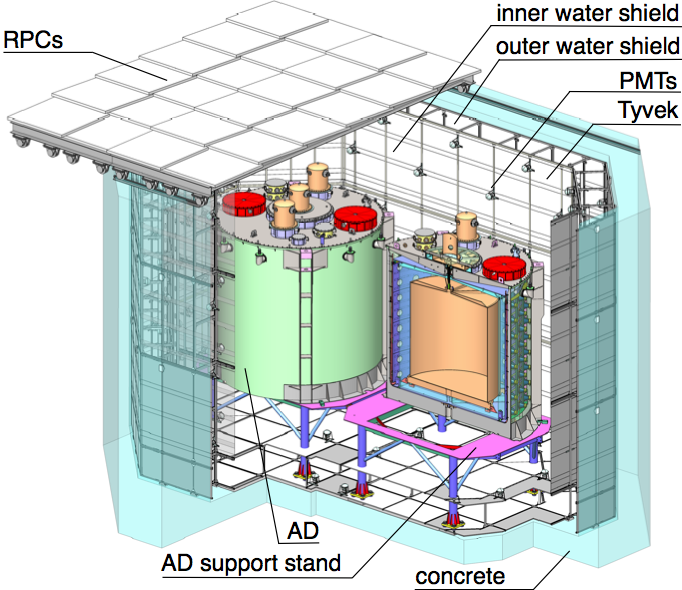 inner water shield
outer water shield
RPCs
PMTs
Tyvek
AD
AD support stand
concrete